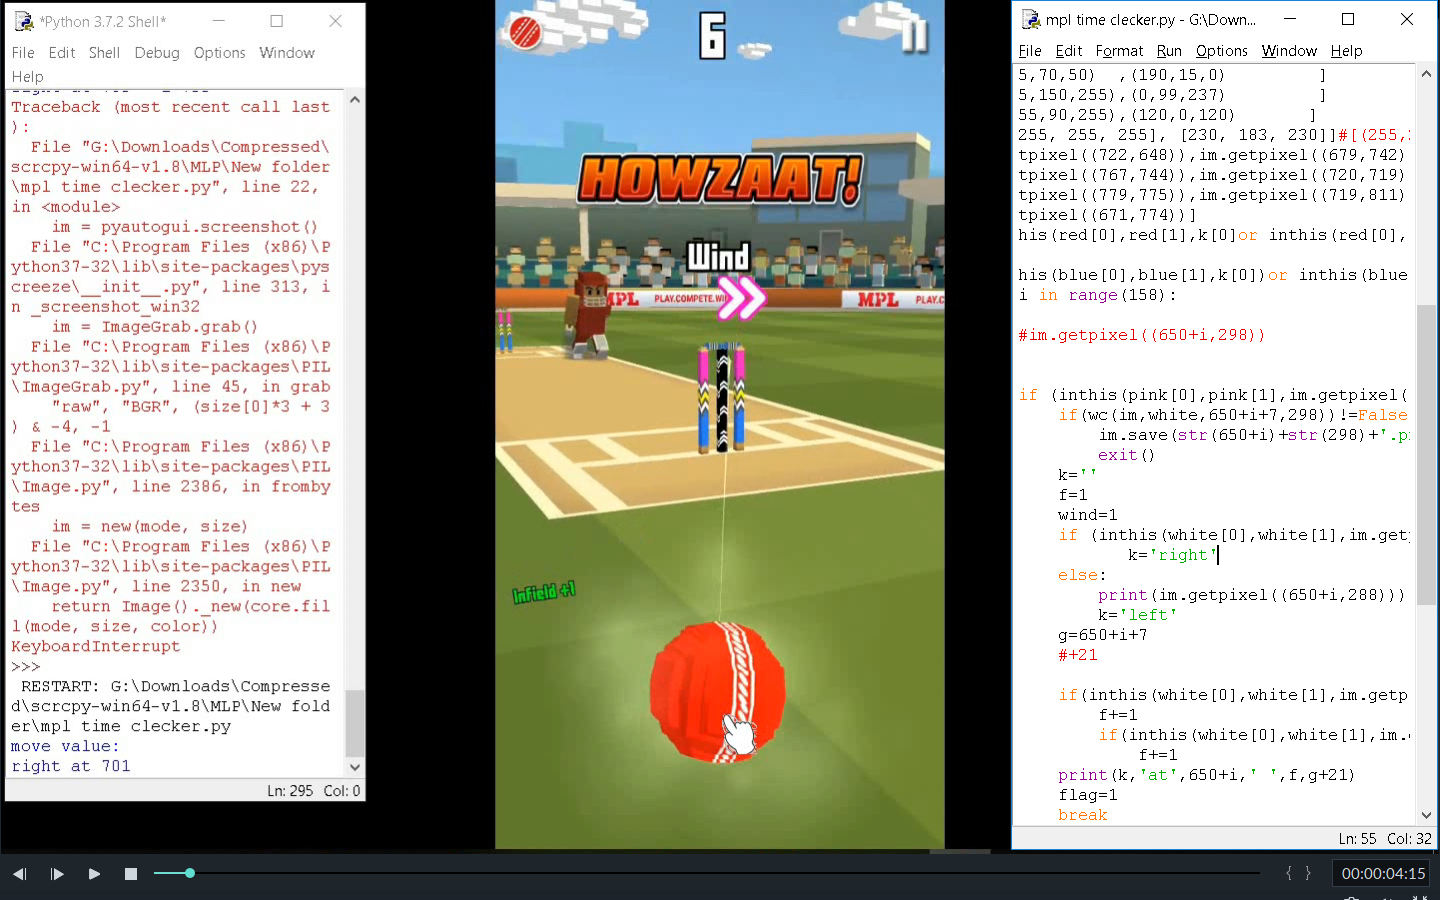 *Python 3.7.2 Shell*
File Edit Shell Debug Options Window
Help
Traceback (most recent call last
):
File "G:\Downloads\Compressed\
scrcpy-win64-v1.8\MLP\New folder
\mpl time clecker.py", line 22,
in <module>
im = pyautogui.screenshot()
File "C:\Program Files (x86)\P
ython37-32\lib\site-packages\pys
creeze\__init__.py", line 313, i
n _screenshot_win32
im = ImageGrab.grab()
File "C:\Program Files (x86)\P
ython37-32\lib\site-packages\PIL
\ImageGrab.py", line 45, in grab
"raw", "BGR", (size[0]*3 + 3
) & -4, -1
File "C:\Program Files (x86)\P
ython37-32\lib\site-packages\PIL
\Image.py", line 2386, in fromby
tes
im = new(mode, size)
File "C:\Program Files (x86)\P
ython37-32\lib\site-packages\PIL
\Image.py", line 2350, in new
return Image()._new(core.fil
l(mode, size, color))
KeyboardInterrupt
>>>
RESTART: G:\Downloads\Compresse
d\scrcpy-win64-v1.8\MLP\New fold
er\mpl time clecker.py
move value:
right at 701
Ln: 295 Col: 0
6
HOWZAAT!
Wind
MPL PLAY.COMPETE.WI MPL PLAY.C
Infield +1
mpl time clecker.py - G:\Down...
File Edit Format Run Options Window Help
5,70,50) ,(190,15,0) ]
5,150,255),(0,99,237) ]
55,90,255),(120,0,120) ]
255, 255, 255], [230, 183, 230]]#[(255,
tpixel((722,648)),im.getpixel((679,742)
tpixel((767,744)),im.getpixel((720,719)
tpixel((779,775)),im.getpixel((719,811)
tpixel((671,774))]
his(red[0],red[1],k[0]or inthis(red[0],
his(blue[0],blue[1],k[0])or inthis(blue
i in range(158):
#im.getpixel((650+i,298))
if (inthis(pink[0],pink[1],im.getpixel(
if(wc(im,white,650+i+7,298))!=False
im.save(str(650+i)+str(298)+'.p
exit()
k=''
f=1
wind=1
if (inthis(white[0],white[1],im.getp
k='right'
else:
print(im.getpixel((650+i,288)))
k='left'
g=650+i+7
#+21
if(inthis(white[0],white[1],im.getp
f+=1
if(inthis(white[0],white[1],im.
f+=1
print(k,'at',650+i,' ',f,g+21)
flag=1
break
Ln: 55 Col: 32
{ } 00:00:04:15